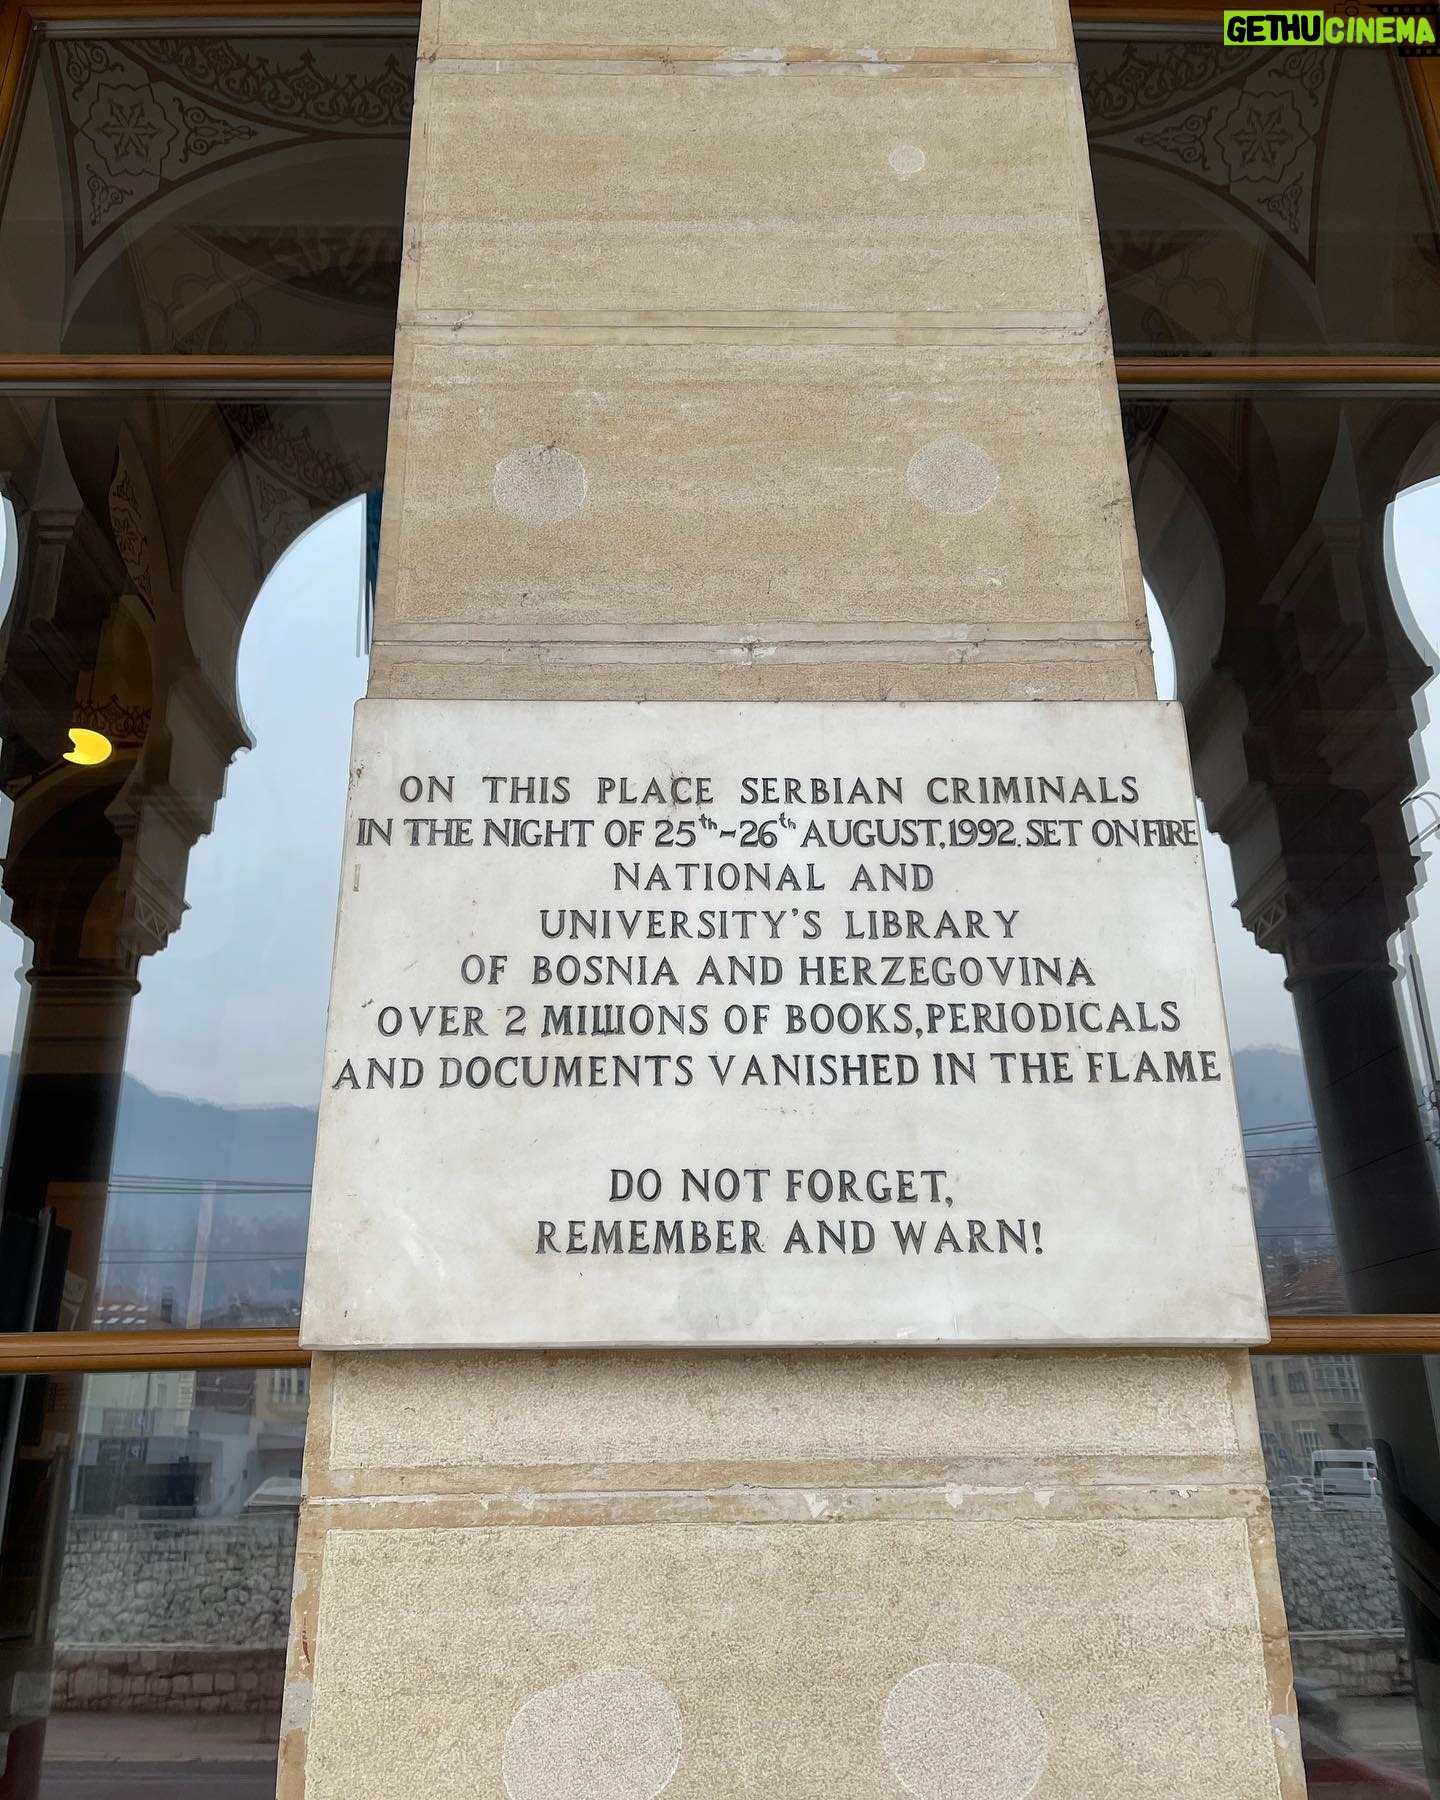 GETHUCINEMA
ON THIS PLACE SERBIAN CRIMINALS
IN THE NIGHT OF 25th-26th AUGUST,1992. SET ON FIRE
NATIONAL AND
UNIVERSITY'S LIBRARY
OF BOSNIA AND HERZEGOVINA
OVER 2 MILLIONS OF BOOKS,PERIODICALS
AND DOCUMENTS VANISHED IN THE FLAME
DO NOT FORGET,
REMEMBER AND WARN!